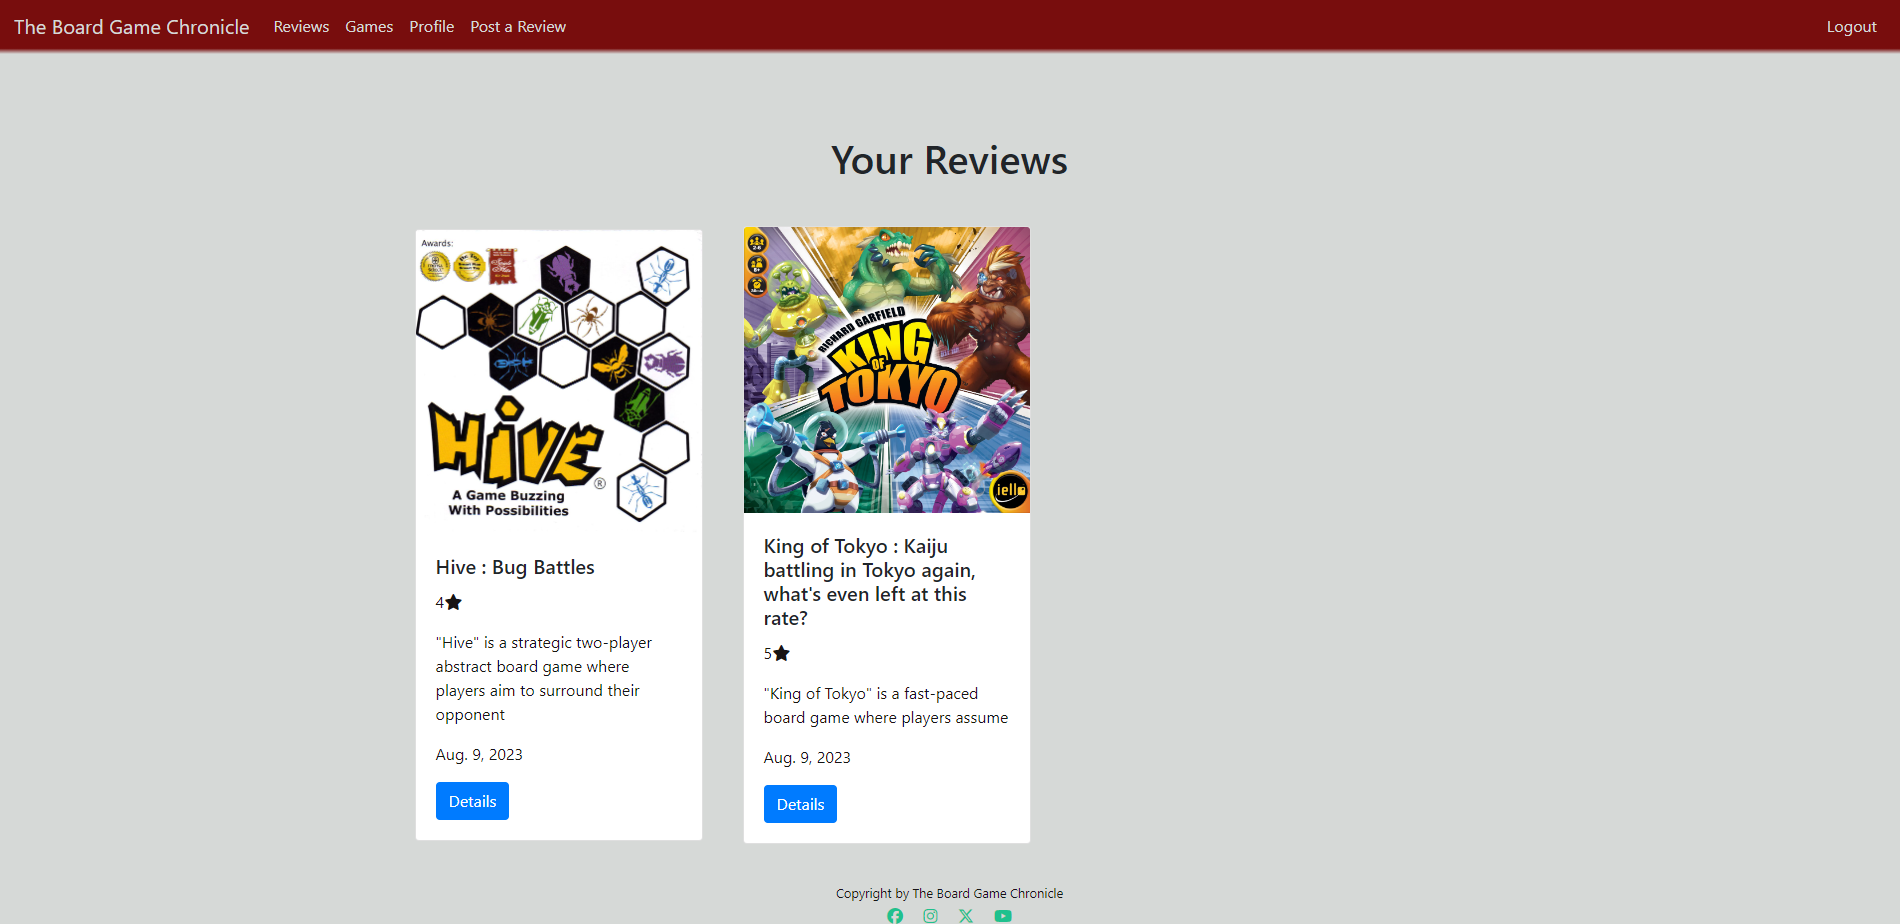 The Board Game Chronicle Reviews Games Profile Post a Review Logout
Your Reviews
Awards:
HIVE®
A Game Buzzing
With Possibilities
Hive : Bug Battles
4
"Hive" is a strategic two-player
abstract board game where
players aim to surround their
opponent
Aug. 9, 2023
Details
2-6
8+
RICHARD GARFIELD
KING
OF
TOKYO
iello
King of Tokyo : Kaiju
battling in Tokyo again,
what's even left at this
rate?
5
"King of Tokyo" is a fast-paced
board game where players assume
Aug. 9, 2023
Details
Copyright by The Board Game Chronicle